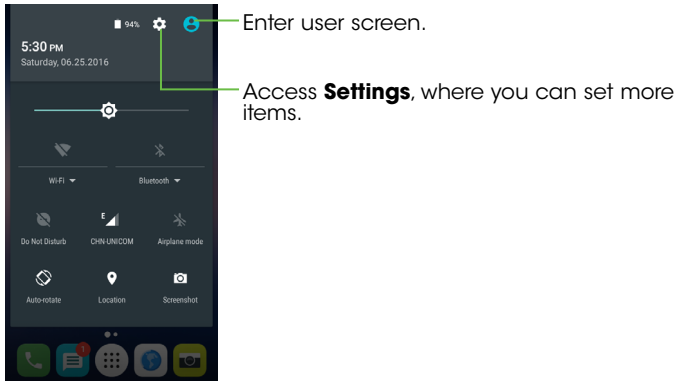 94%
Enter user screen.
5:30 PM
Saturday, 06.25.2016
Access Settings, where you can set more
items.
Wi-Fi
Bluetooth
E
Do Not Disturb
CHN-UNICOM
Airplane mode
Auto-rotate
Location
Screenshot
1